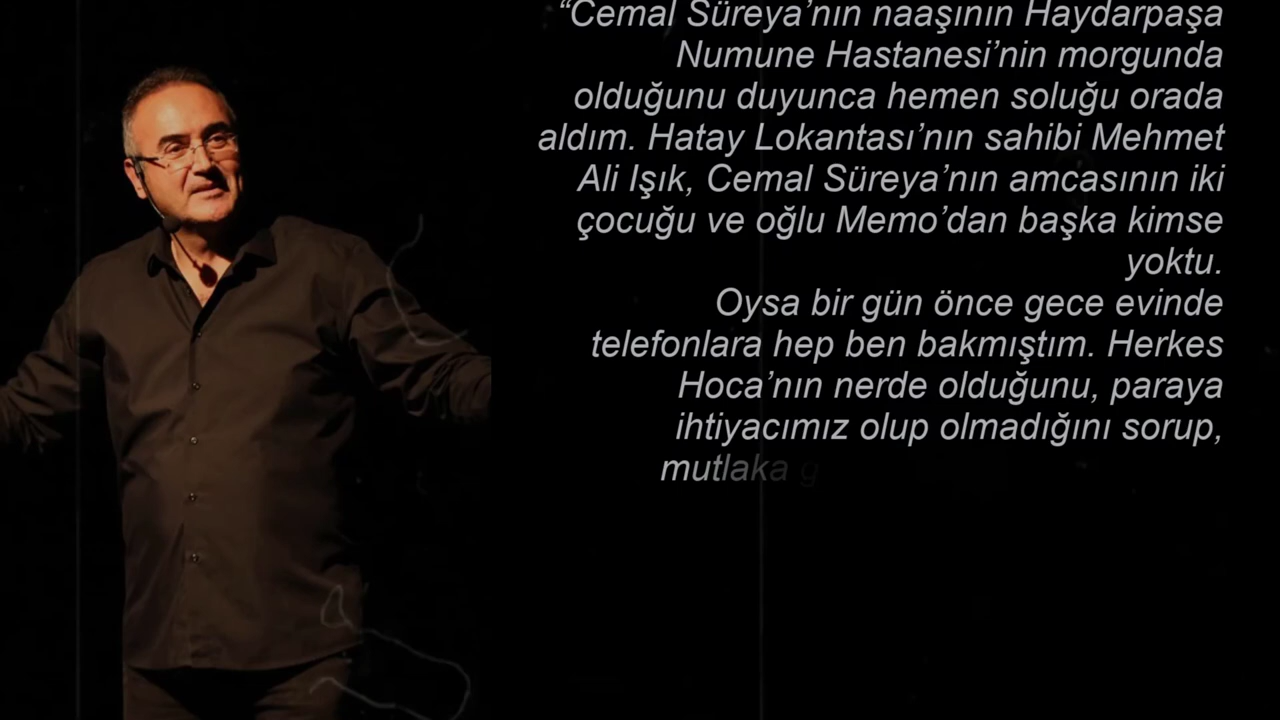 “Cemal Süreya’nın naaşının Haydarpaşa
Numune Hastanesi’nin morgunda
olduğunu duyunca hemen soluğu orada
aldım. Hatay Lokantası’nın sahibi Mehmet
Ali Işık, Cemal Süreya’nın amcasının iki
çocuğu ve oğlu Memo’dan başka kimse
yoktu.
Oysa bir gün önce gece evinde
telefonlara hep ben bakmıştım. Herkes
Hoca’nın nerde olduğunu, paraya
ihtiyacımız olup olmadığını sorup,
mutlaka g